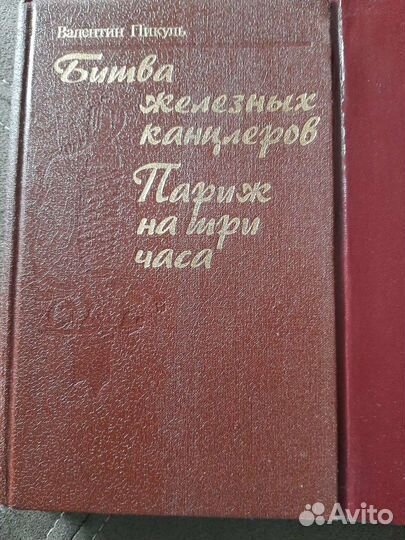 Валентин Пикуль
Битва
железных
канцлеров
Париж
на три
часа
Avito